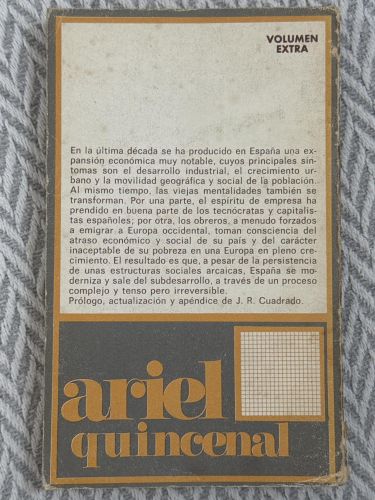 VOLUMEN
EXTRA
En la última década se ha producido en España una ex-
pansión económica muy notable, cuyos principales sín-
tomas son el desarrollo industrial, el crecimiento ur-
bano y la movilidad geográfica y social de la población.
Al mismo tiempo, las viejas mentalidades también se
transforman. Por una parte, el espíritu de empresa ha
prendido en buena parte de los tecnócratas y capitalis-
tas españoles; por otra, los obreros, a menudo forzados
a emigrar a Europa occidental, toman consciencia del
atraso económico y social de su país y del carácter
inaceptable de su pobreza en una Europa en pleno cre-
cimiento. El resultado es que, a pesar de la persistencia
de unas estructuras sociales arcaicas, España se mo-
derniza y sale del subdesarrollo, a través de un proceso
complejo y tenso pero irreversible.
Prólogo, actualización y apéndice de J. R. Cuadrado.
ariel
quincenal